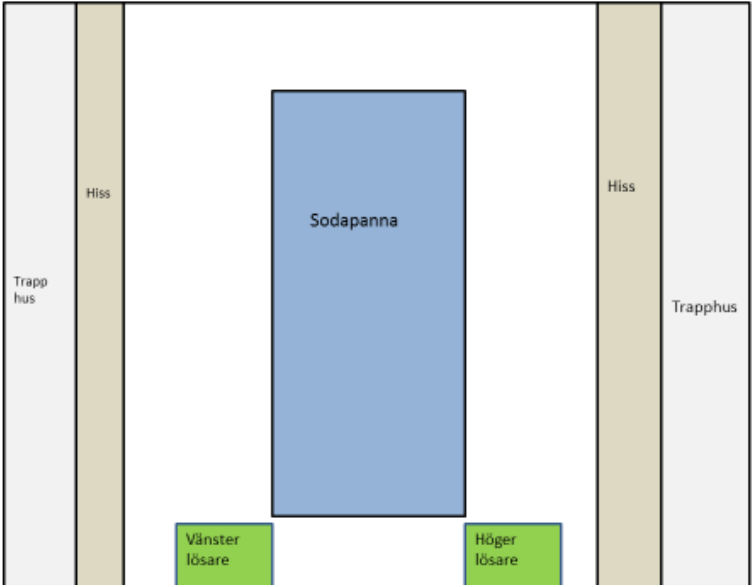 Trapp
hus
Hiss
Sodapanna
Hiss
Trapphus
Vänster
lösare
Höger
lösare